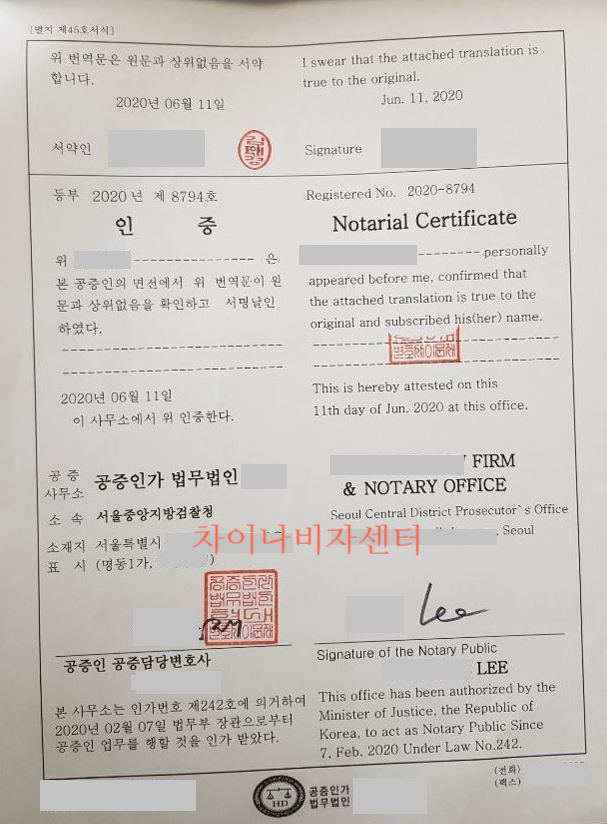 [별지 제45호서식]
위 번역문은 원문과 상위없음을 서약
합니다.
2020년 06월 11일
서약인
I swear that the attached translation is
true to the original.
Jun. 11, 2020
Signature
등부 2020 년 제 8794호
인 증
위 --------------- 은
본 공증인의 면전에서 위 번역문이 원
문과 상위없음을 확인하고 서명날인
하였다.
2020년 06월 11일
이 사무소에서 위 인증한다.
Registered No. 2020-8794
Notarial Certificate
-------- personally
appeared before me, confirmed that
the attached translation is true to the
original and subscribed his(her) name.
This is hereby attested on this
11th day of Jun. 2020 at this office.
공 증 사무소 공증인가 법무법인
소 속 서울중앙지방검찰청
소재지 서울특별시
표 시 (명동1가, )
FIRM
& NOTARY OFFICE
Seoul Central District Prosecutor`s Office
, Seoul
차이나비자센터
공증인 공증담당변호사
Lee
Signature of the Notary Public
LEE
본 사무소는 인가번호 제242호에 의거하여
2020년 02월 07일 법무부 장관으로부터
공증인 업무를 행할 것을 인가 받았다.
This office has been authorized by the
Minister of Justice, the Republic of
Korea, to act as Notary Public Since
7, Feb. 2020 Under Law No.242.
HD
공증인가
법무법인
(전화)
(팩스)